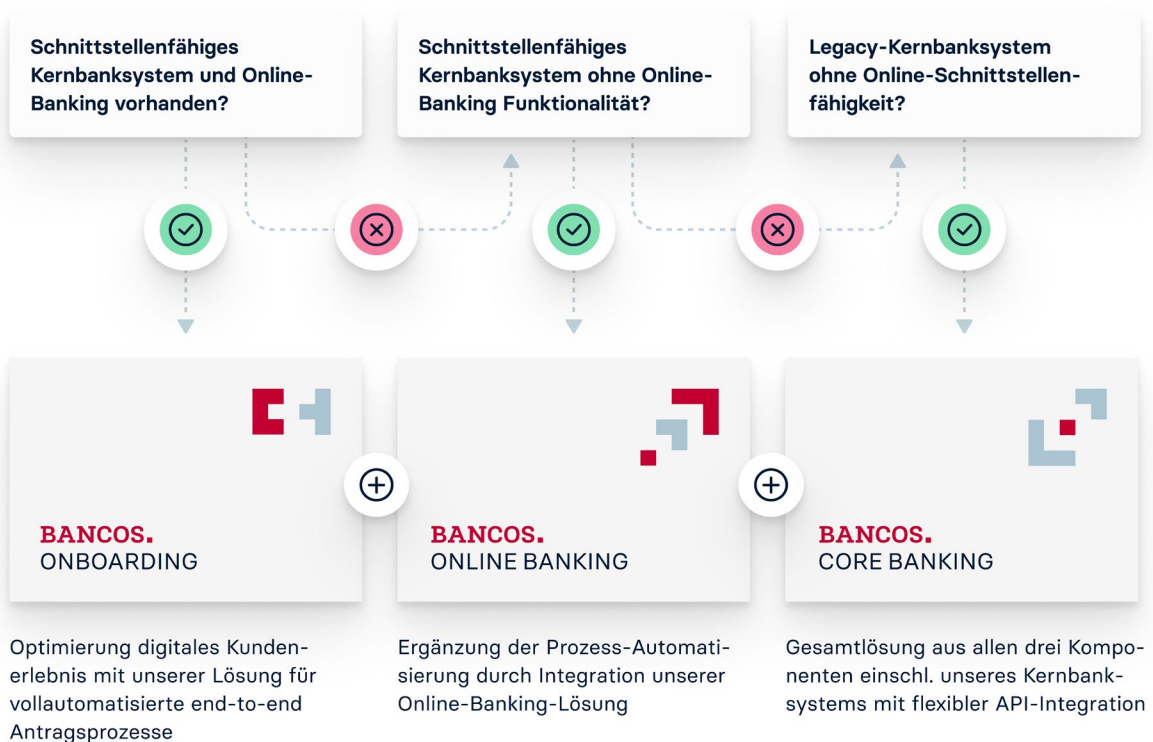 Schnittstellenfähiges
Kernbanksystem und Online-
Banking vorhanden?
Schnittstellenfähiges
Kernbanksystem ohne Online-
Banking Funktionalität?
Legacy-Kernbanksystem
ohne Online-Schnittstellen-
fähigkeit?
BANCOS.
ONBOARDING
BANCOS.
ONLINE BANKING
BANCOS.
CORE BANKING
Optimierung digitales Kunden-
erlebnis mit unserer Lösung für
vollautomatisierte end-to-end
Antragsprozesse
Ergänzung der Prozess-Automati-
sierung durch Integration unserer
Online-Banking-Lösung
Gesamtlösung aus allen drei Kompo-
nenten einschl. unseres Kernbank-
systems mit flexibler API-Integration